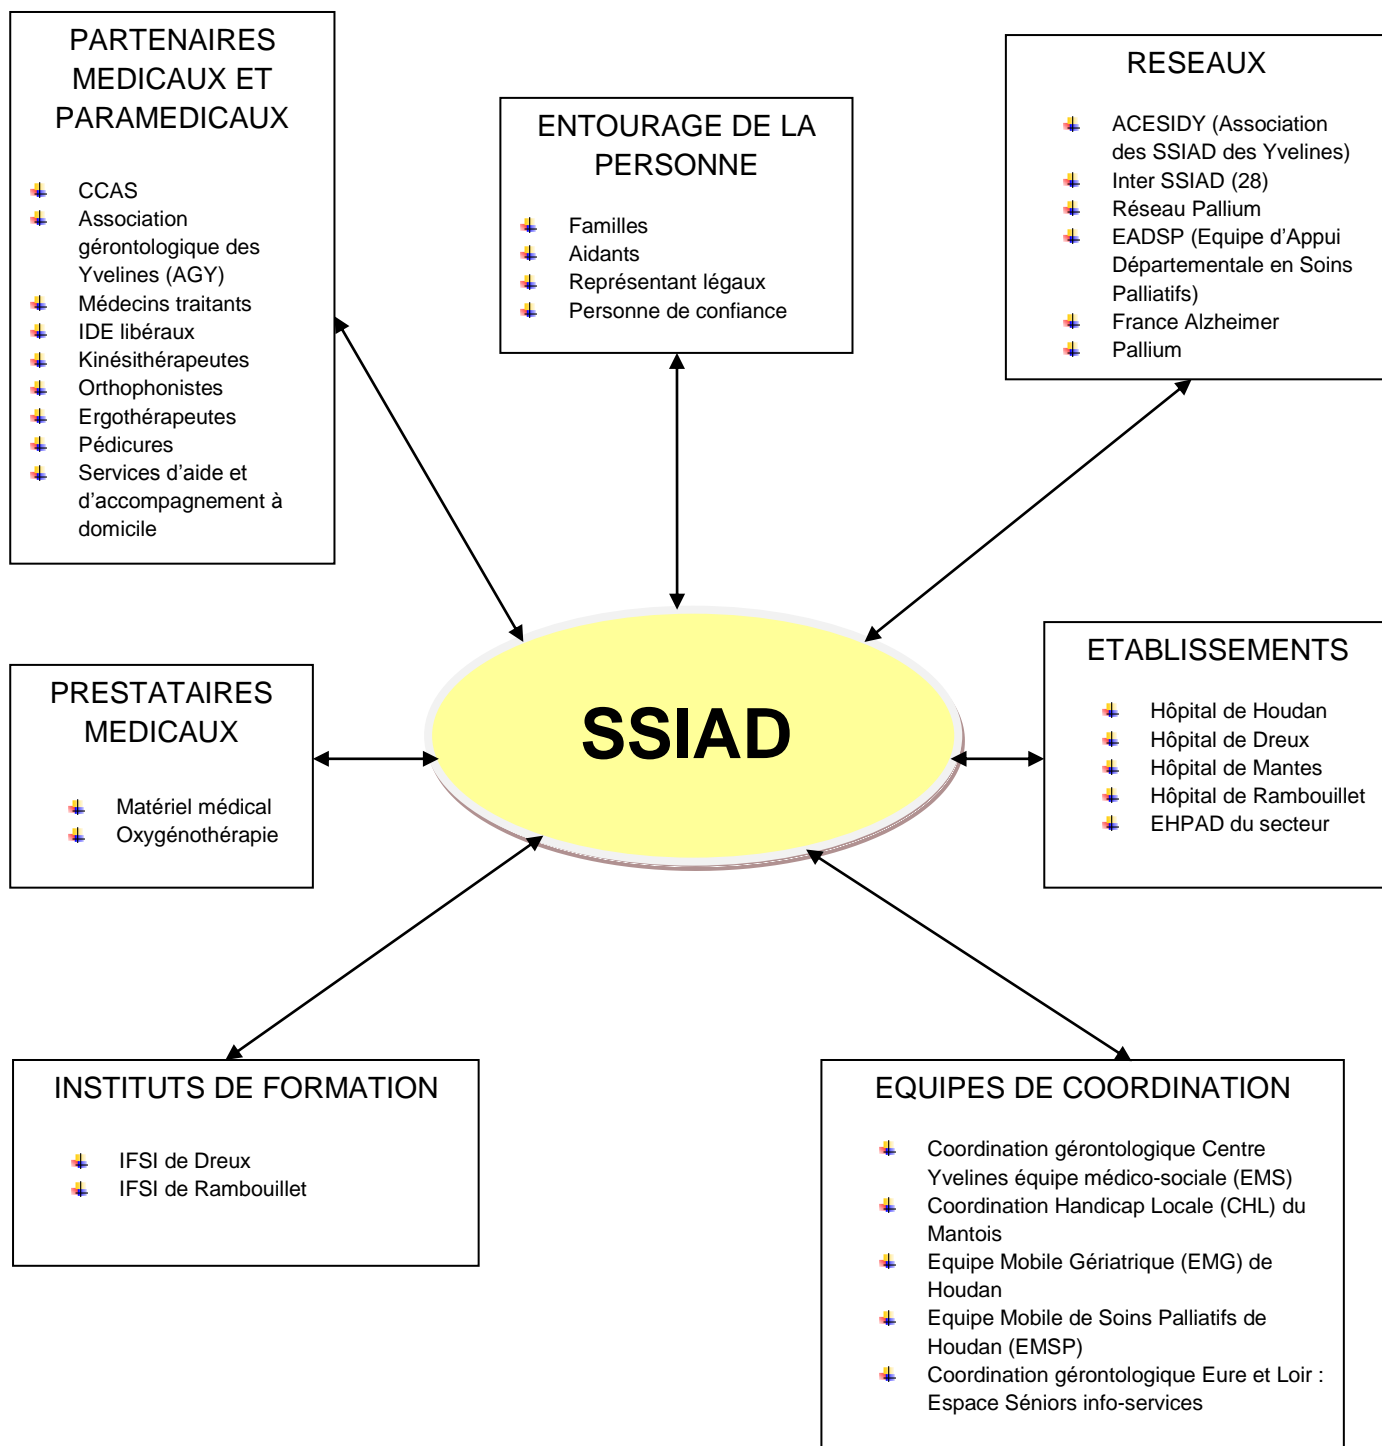 PARTENAIRES
MEDICAUX ET
PARAMEDICAUX
CCAS
Association
gérontologique des
Yvelines (AGY)
Médecins traitants
IDE libéraux
Kinésithérapeutes
Orthophonistes
Ergothérapeutes
Pédicures
Services d’aide et
d’accompagnement à
domicile
ENTOURAGE DE LA
PERSONNE
Familles
Aidants
Représentant légaux
Personne de confiance
RESEAUX
ACESIDY (Association
des SSIAD des Yvelines)
Inter SSIAD (28)
Réseau Pallium
EADSP (Equipe d’Appui
Départementale en Soins
Palliatifs)
France Alzheimer
Pallium
PRESTATAIRES
MEDICAUX
Matériel médical
Oxygénothérapie
SSIAD
ETABLISSEMENTS
Hôpital de Houdan
Hôpital de Dreux
Hôpital de Mantes
Hôpital de Rambouillet
EHPAD du secteur
INSTITUTS DE FORMATION
IFSI de Dreux
IFSI de Rambouillet
EQUIPES DE COORDINATION
Coordination gérontologique Centre
Yvelines équipe médico-sociale (EMS)
Coordination Handicap Locale (CHL) du
Mantois
Equipe Mobile Gériatrique (EMG) de
Houdan
Equipe Mobile de Soins Palliatifs de
Houdan (EMSP)
Coordination gérontologique Eure et Loir :
Espace Séniors info-services